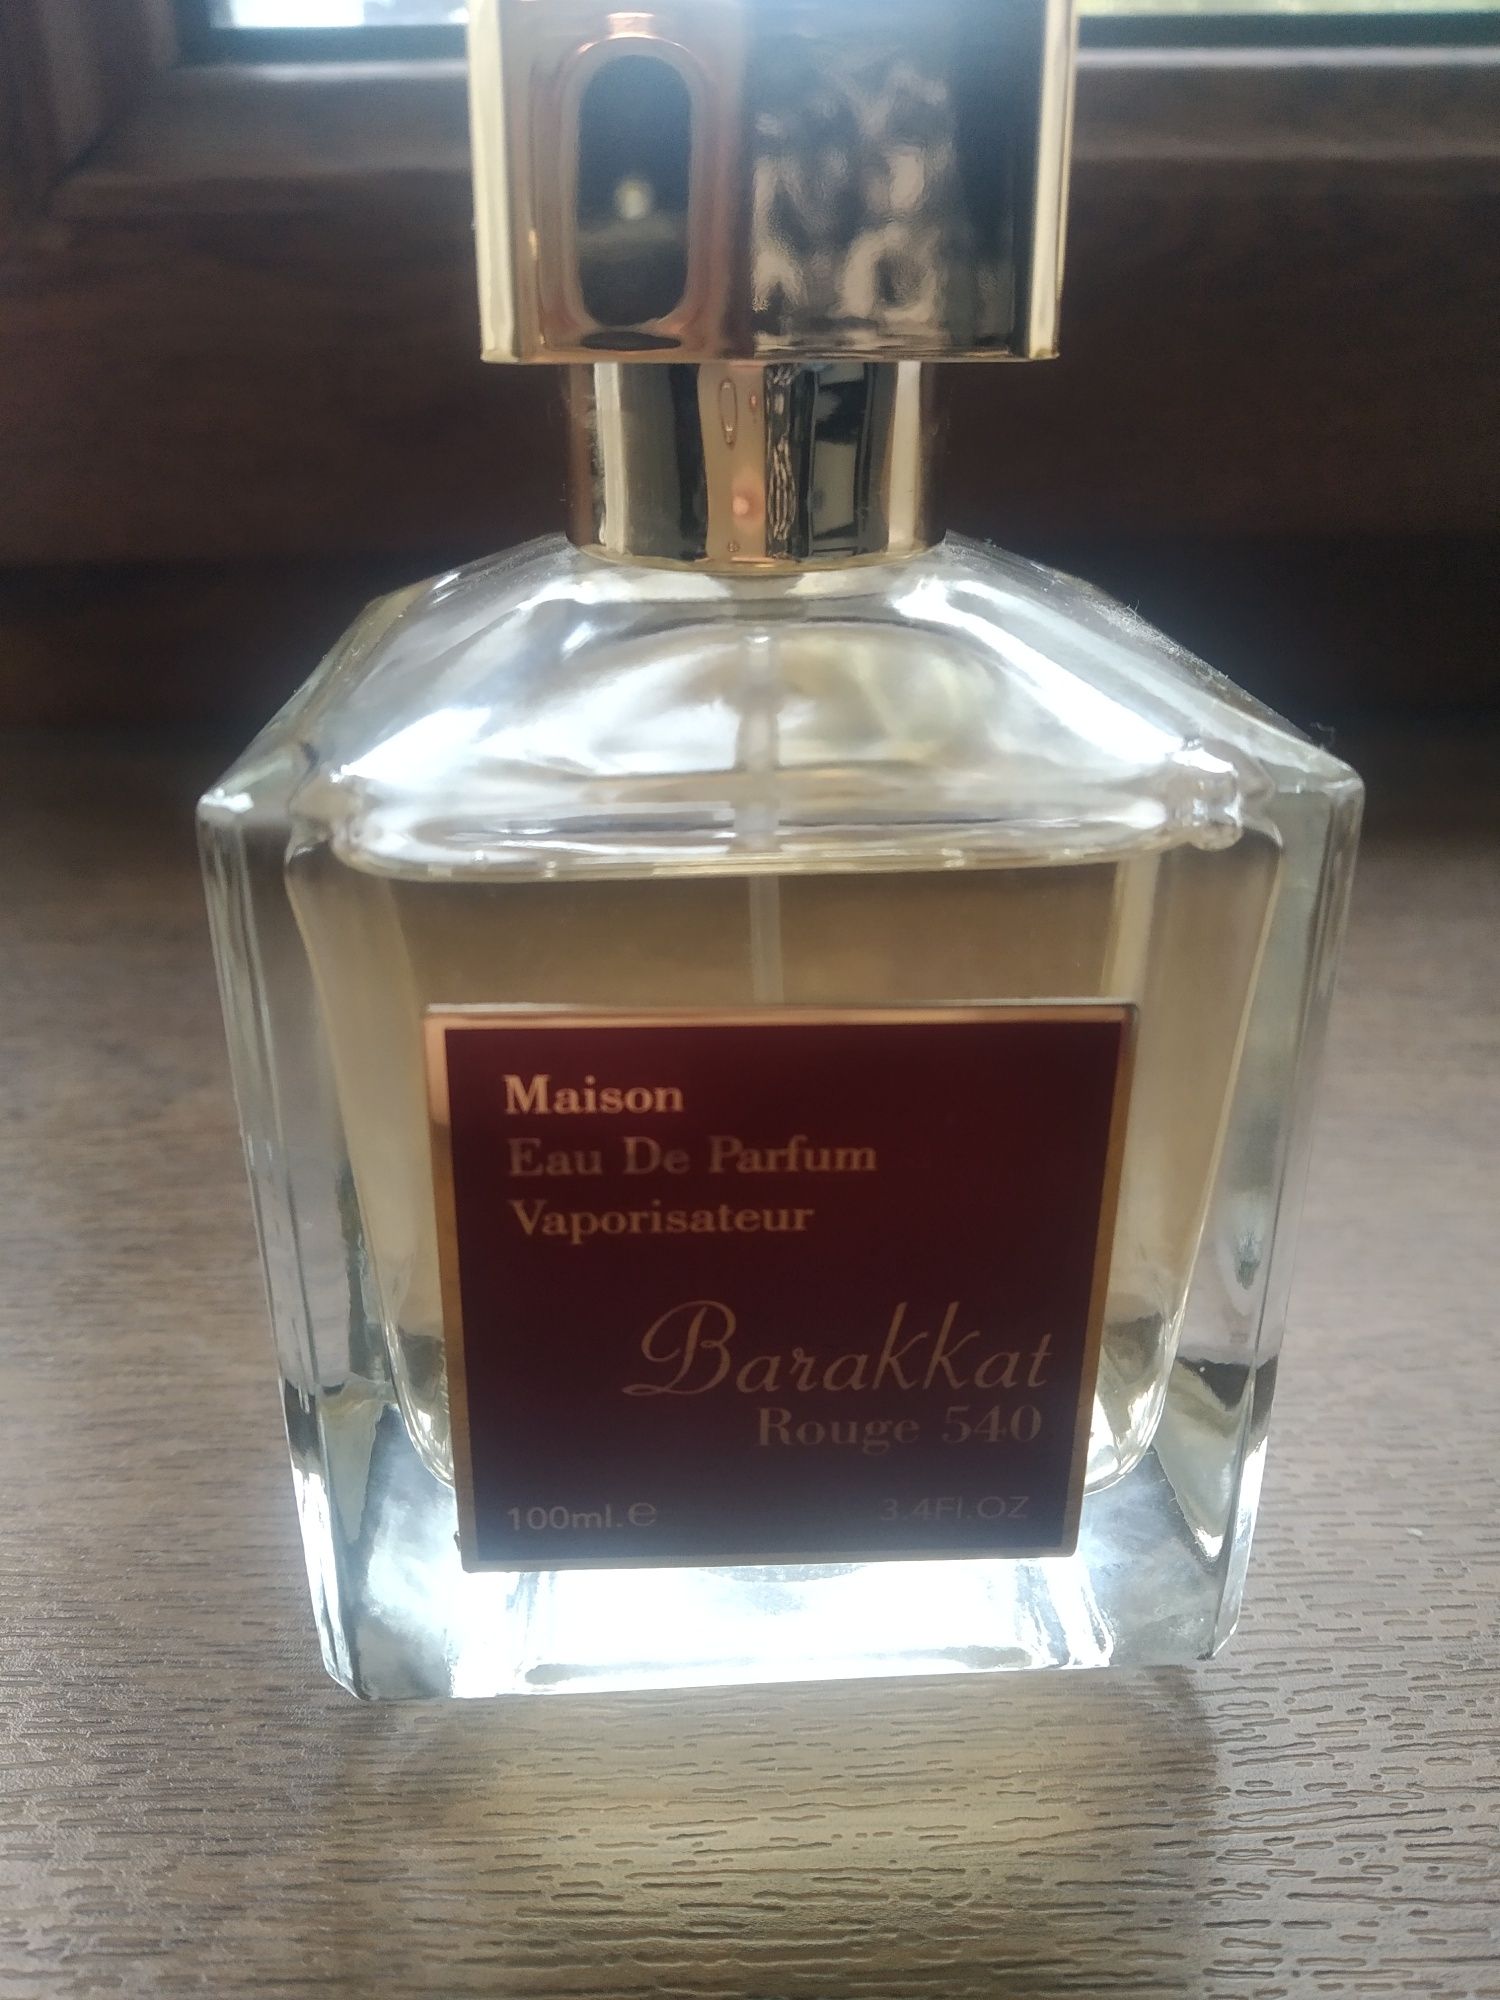 Maison
Eau De Parfum
Vaporisateur
Barakkat
Rouge 540
100ml.e
3.4Fl.OZ